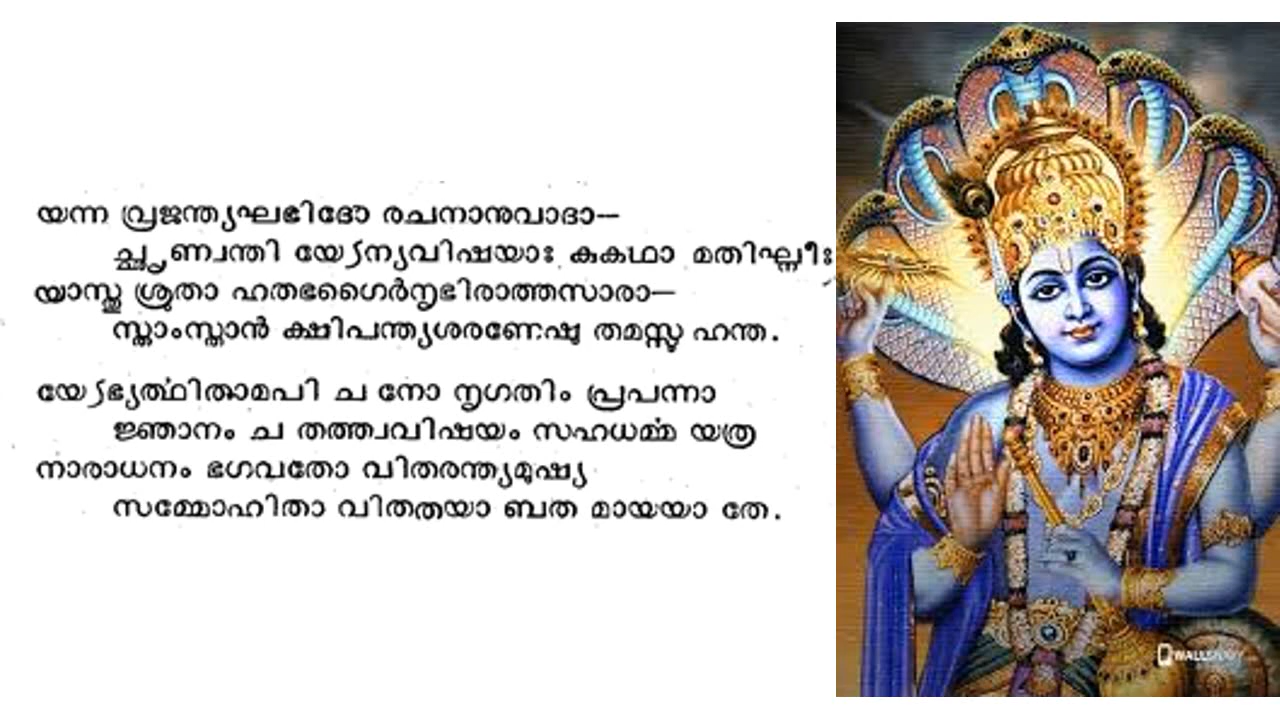 യന്ന വ്രജന്ത്യഘഭിദോ രചനാനുവാദാ—
ച്ഛൃണ്വന്തി യേഽന്യവിഷയാഃ കുകഥാ മതിഘ്നീഃ
യാസ്തു ശ്രുതാ ഹതഭഗൈർനൃഭിരാത്തസാരാ—
സ്താംസ്താൻ ക്ഷിപന്ത്യശരണേഷു തമസ്സു ഹന്ത.
യേഽഭ്യർത്ഥിതാമപി ച നോ നൃഗതിം പ്രപന്നാ
ജ്ഞാനം ച തത്ത്വവിഷയം സഹധർമ്മ യത്ര
നാരാധനം ഭഗവതോ വിതരന്ത്യമുഷ്യ
സമ്മോഹിതാ വിതതയാ ബത മായയാ തേ.